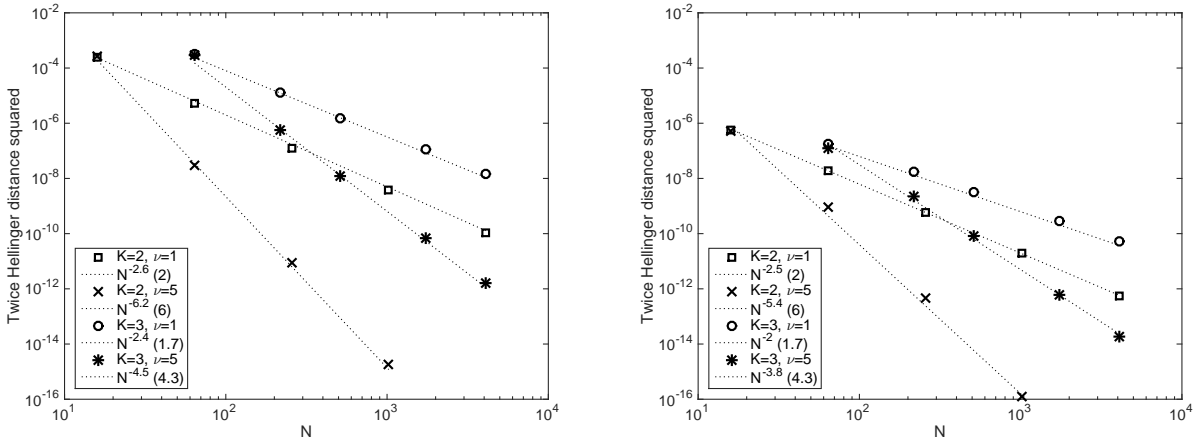 Twice Hellinger distance squared
10^-2
10^-4
10^-6
10^-8
10^-10
10^-12
10^-14
10^-16
K=2, ν=1
N^-2.6 (2)
K=2, ν=5
N^-6.2 (6)
K=3, ν=1
N^-2.4 (1.7)
K=3, ν=5
N^-4.5 (4.3)
10^1
10^2
10^3
10^4
N
Twice Hellinger distance squared
10^-2
10^-4
10^-6
10^-8
10^-10
10^-12
10^-14
10^-16
K=2, ν=1
N^-2.5 (2)
K=2, ν=5
N^-5.4 (6)
K=3, ν=1
N^-2 (1.7)
K=3, ν=5
N^-3.8 (4.3)
10^1
10^2
10^3
10^4
N